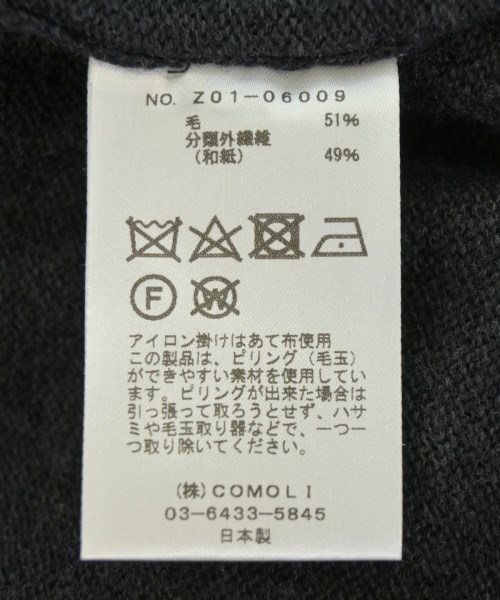 NO. Z01-06009
毛 51%
分類外繊維
(和紙) 49%
F
W
アイロン掛けはあて布使用
この製品は、ピリング(毛玉)
ができやすい素材を使用してい
ます。ピリングが出来た場合は
引っ張って取ろうとせず、ハサ
ミや毛玉取り器などで、一つ一
つ取り除いてください。
(株)COMOLI
03-6433-5845
日本製